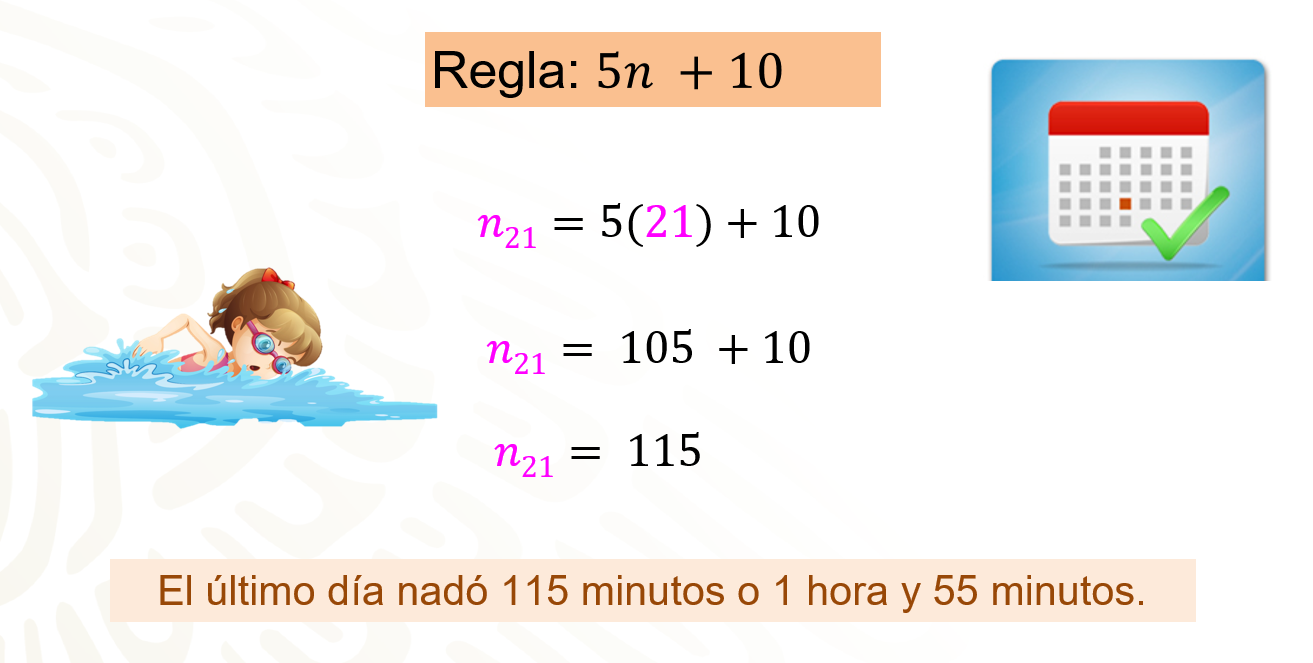 Regla: 5n + 10
n₂₁ = 5(21) + 10
n₂₁ = 105 + 10
n₂₁ = 115
El último día nadó 115 minutos o 1 hora y 55 minutos.